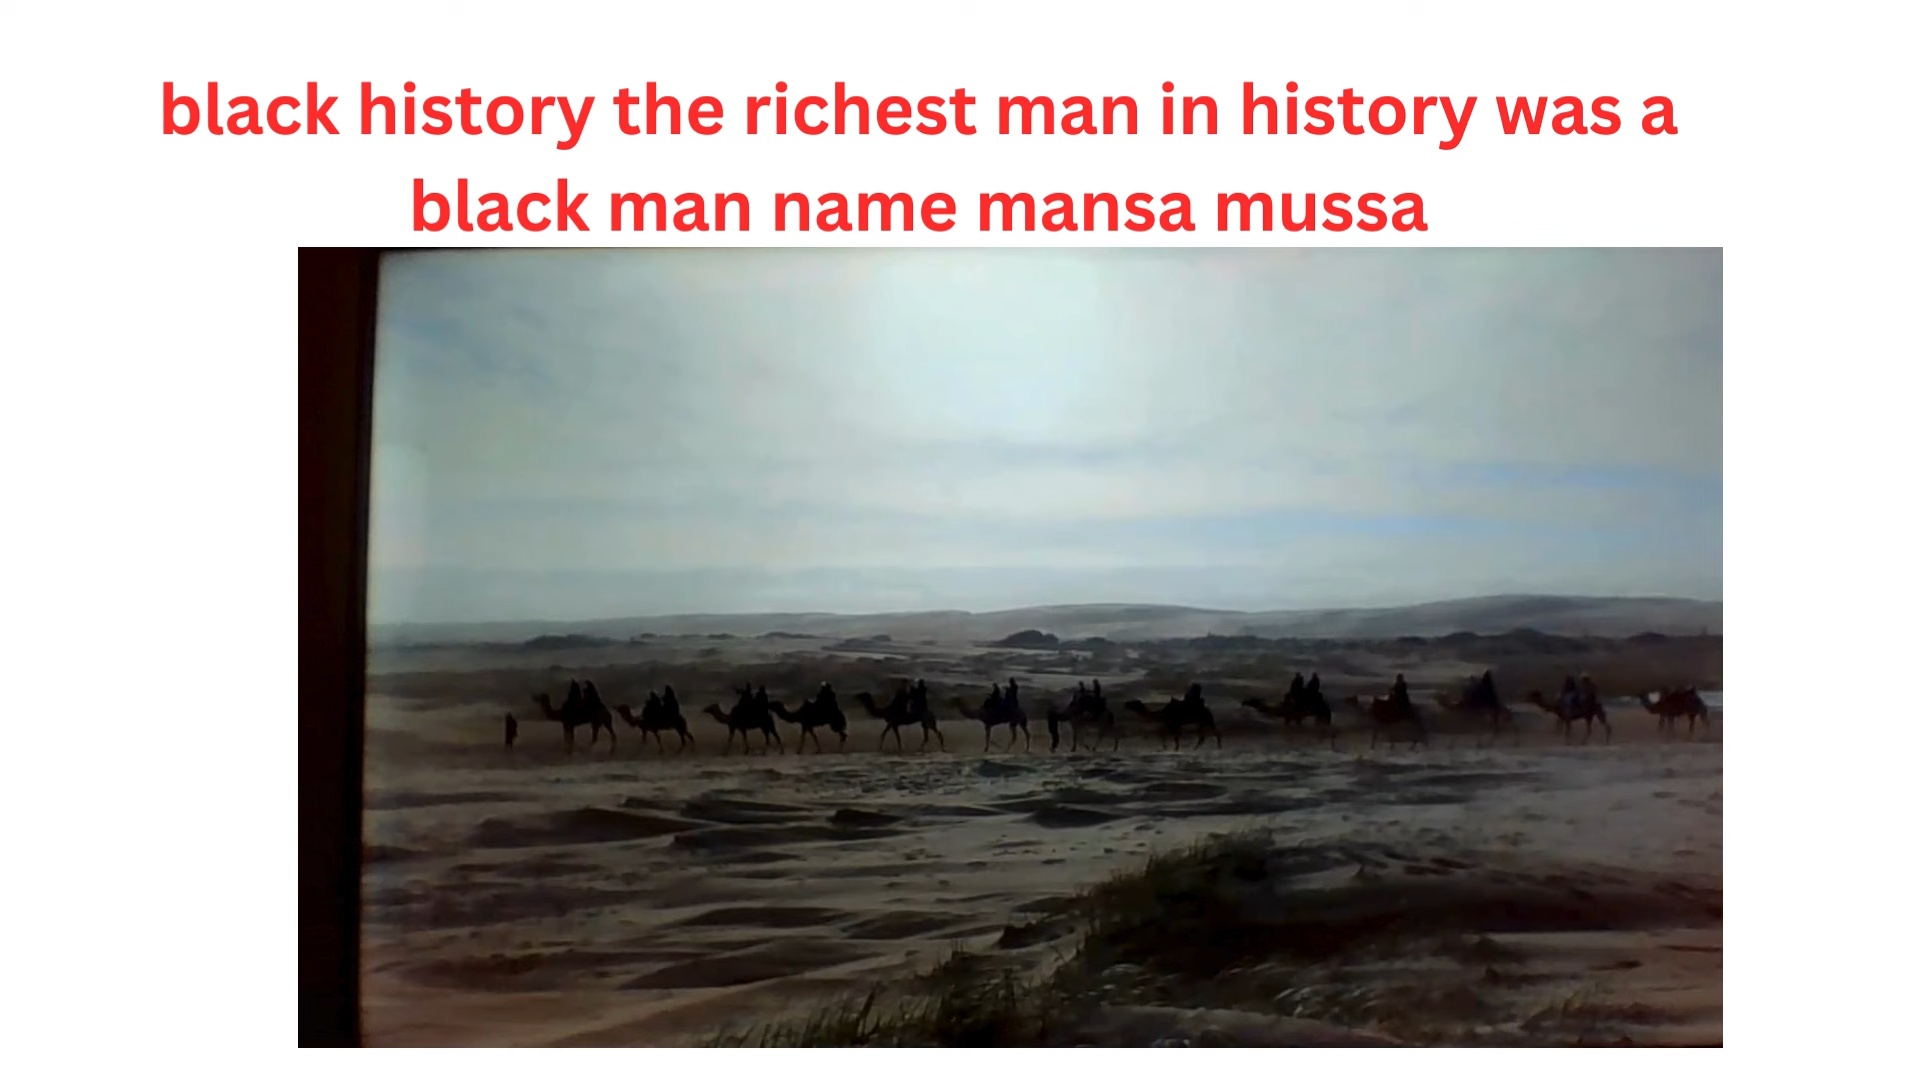 black history the richest man in history was a
black man name mansa mussa